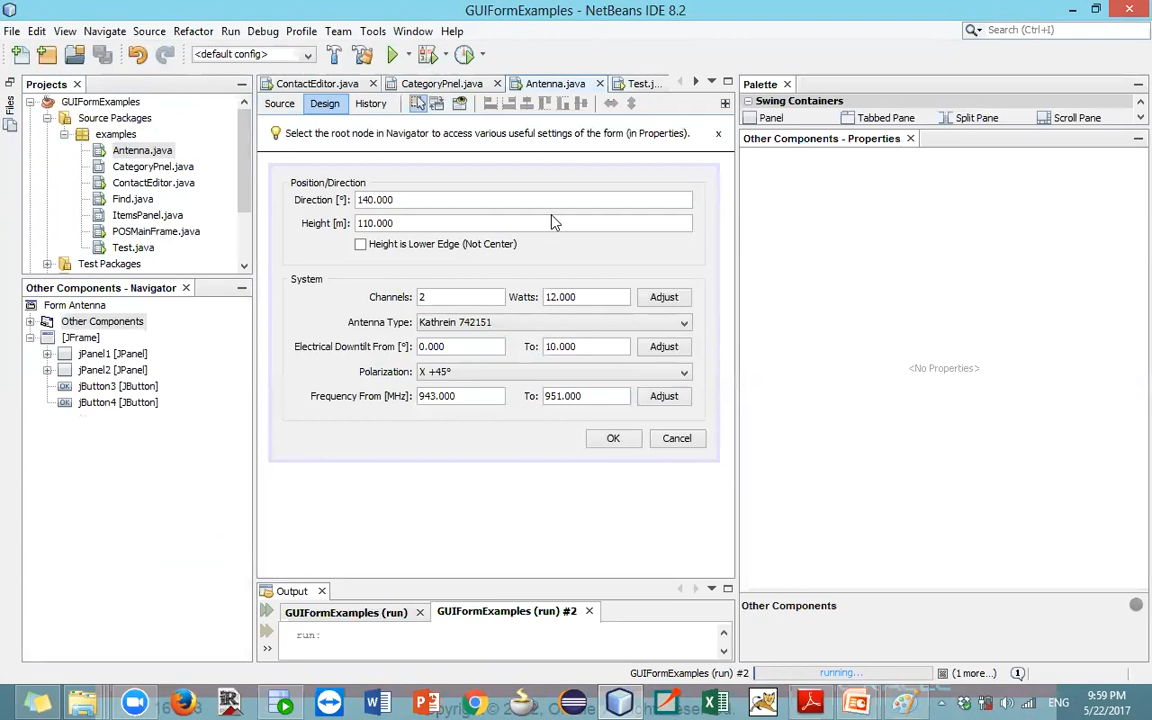 GUIFormExamples - NetBeans IDE 8.2
File Edit View Navigate Source Refactor Run Debug Profile Team Tools Window Help
Search (Ctrl+I)
<default config>
Files
Projects
GUIFormExamples
Source Packages
examples
Antenna.java
CategoryPnel.java
ContactEditor.java
Find.java
ItemsPanel.java
POSMainFrame.java
Test.java
Test Packages
Other Components - Navigator
Form Antenna
Other Components
[JFrame]
jPanel1 [JPanel]
jPanel2 [JPanel]
jButton3 [JButton]
jButton4 [JButton]
ContactEditor.java CategoryPnel.java Antenna.java Test.j...
Source Design History
Select the root node in Navigator to access various useful settings of the form (in Properties). x
Position/Direction
Direction [°]: 140.000
Height [m]: 110.000
Height is Lower Edge (Not Center)
System
Channels: 2 Watts: 12.000 Adjust
Antenna Type: Kathrein 742151
Electrical Downtilt From [°]: 0.000 To: 10.000 Adjust
Polarization: X +45°
Frequency From [MHz]: 943.000 To: 951.000 Adjust
OK Cancel
Output
GUIFormExamples (run) GUIFormExamples (run) #2
run:
Palette
Swing Containers
Panel Tabbed Pane Split Pane Scroll Pane
Other Components - Properties
<No Properties>
Other Components
GUIFormExamples (run) #2 running... (1 more...)
ENG
9:59 PM
5/22/2017